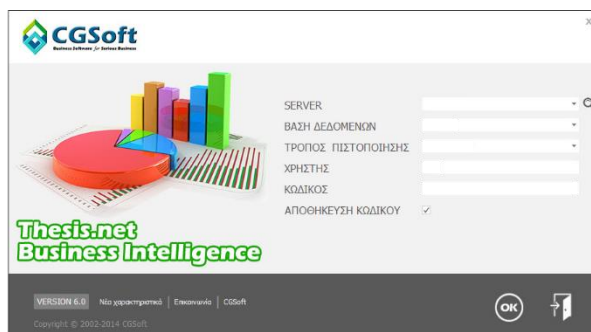 CGSoft
Business Software for Serious Business
SERVER
ΒΑΣΗ ΔΕΔΟΜΕΝΩΝ
ΤΡΟΠΟΣ ΠΙΣΤΟΠΟΙΗΣΗΣ
ΧΡΗΣΤΗΣ
ΚΩΔΙΚΟΣ
ΑΠΟΘΗΚΕΥΣΗ ΚΩΔΙΚΟΥ
Thesis.net
Business Intelligence
VERSION 6.0 Νέα χαρακτηριστικά | Επικοινωνία | CGSoft
OK
Copyright © 2002-2014 CGSoft